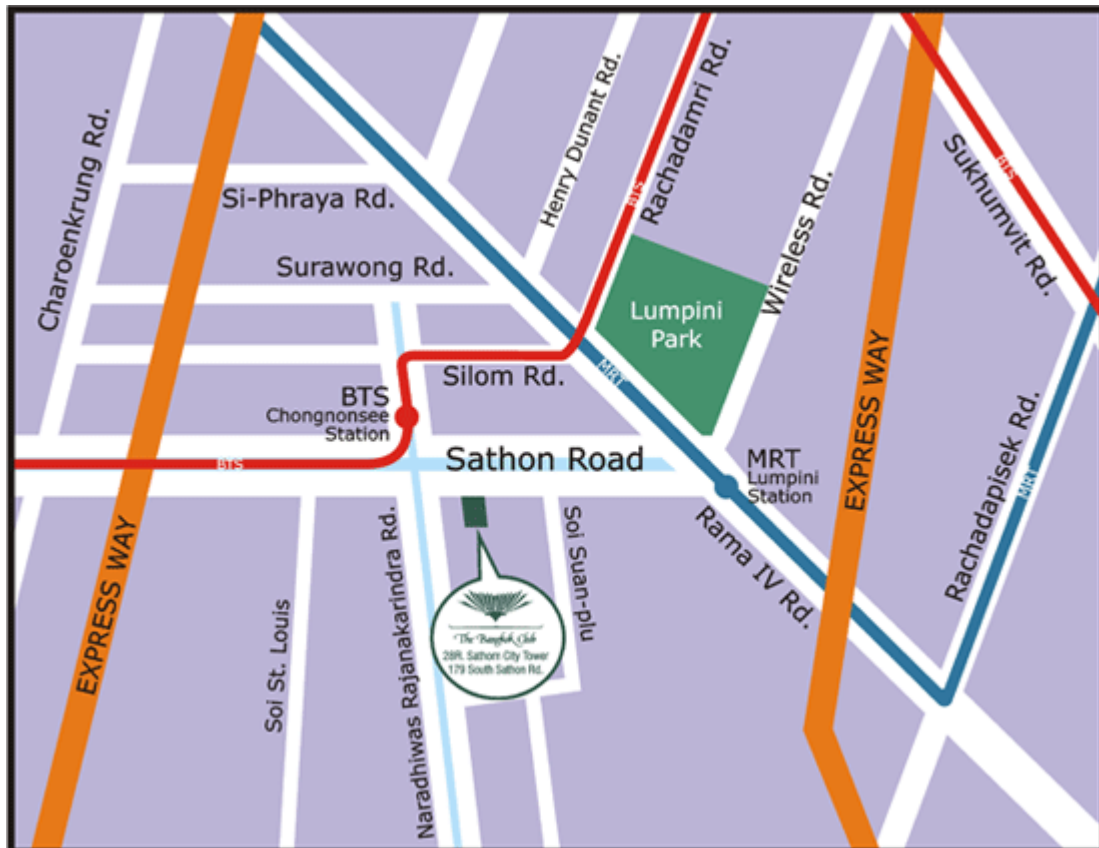 Charoenkrung Rd.
Si-Phraya Rd.
Surawong Rd.
Henry Dunant Rd.
BTS
Rachadamri Rd.
Wireless Rd.
BTS
Sukhumvit Rd.
Lumpini
Park
MRT
Silom Rd.
BTS
Chongnonsee
Station
BTS
Sathon Road
MRT
Lumpini
Station
EXPRESS WAY
Rachadapisek Rd.
MRT
Rama IV Rd.
EXPRESS WAY
Soi St. Louis
Naradhiwas Rajanakarindra Rd.
Soi Suan-plu
The Bangkok Club
28R. Sathorn City Tower
179 South Sathon Rd.